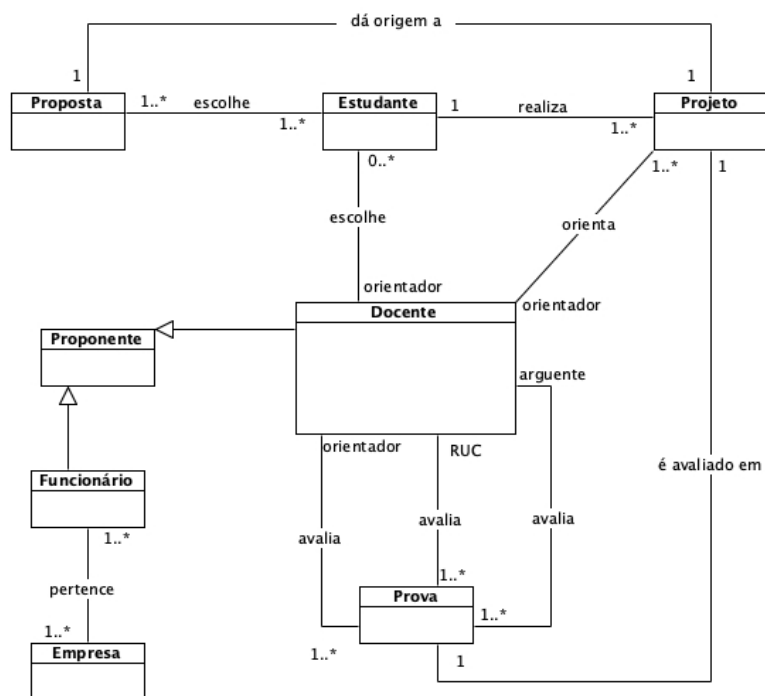 dá origem a
1
1
Proposta
1..*
escolhe
1..*
Estudante
1
realiza
1..*
Projeto
0..*
1..*
1
escolhe
orienta
orientador
orientador
Docente
Proponente
arguente
orientador
RUC
é avaliado em
Funcionário
avalia
avalia
avalia
1..*
1..*
pertence
Prova
1..*
1..*
1..*
1
Empresa